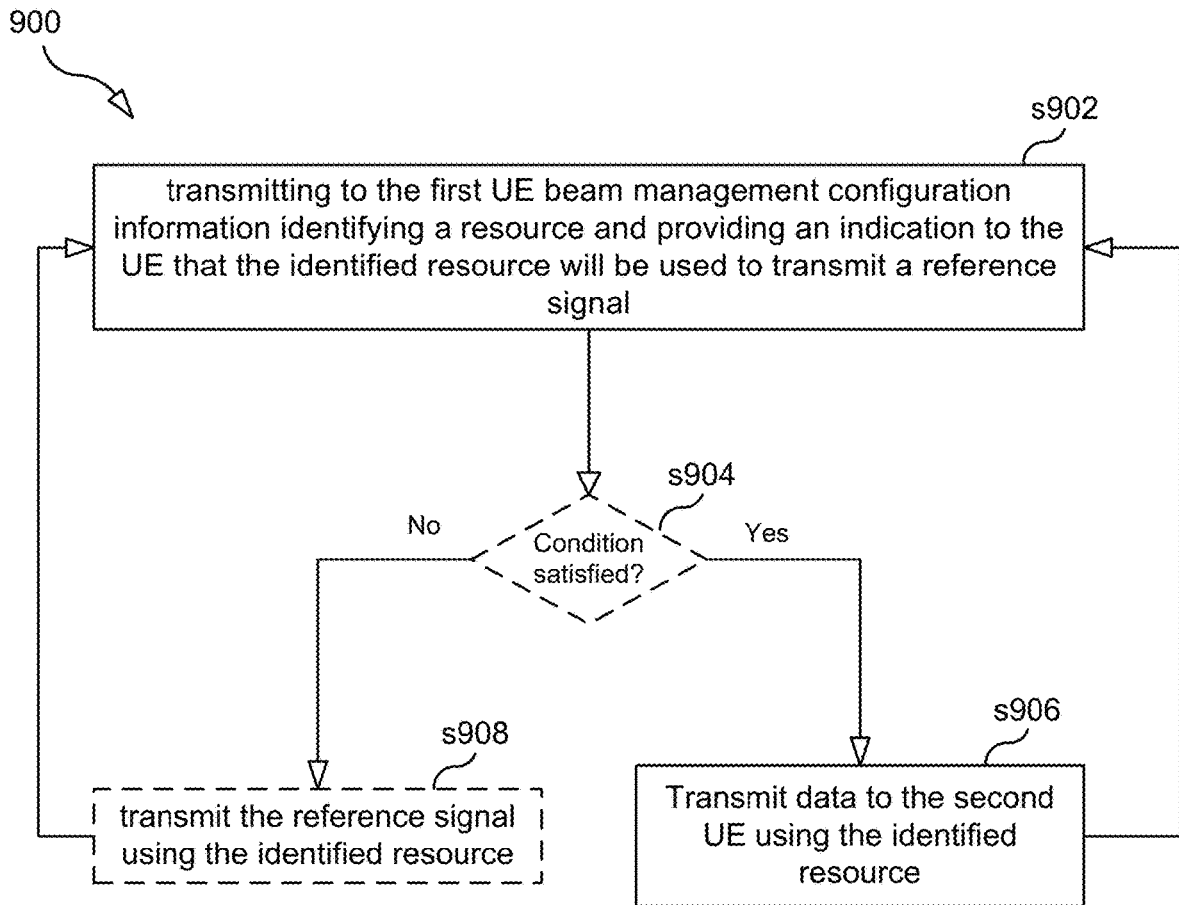 900
s902
transmitting to the first UE beam management configuration
information identifying a resource and providing an indication to the
UE that the identified resource will be used to transmit a reference
signal
s904
No
Condition
satisfied?
Yes
s908
transmit the reference signal
using the identified resource
s906
Transmit data to the second
UE using the identified
resource